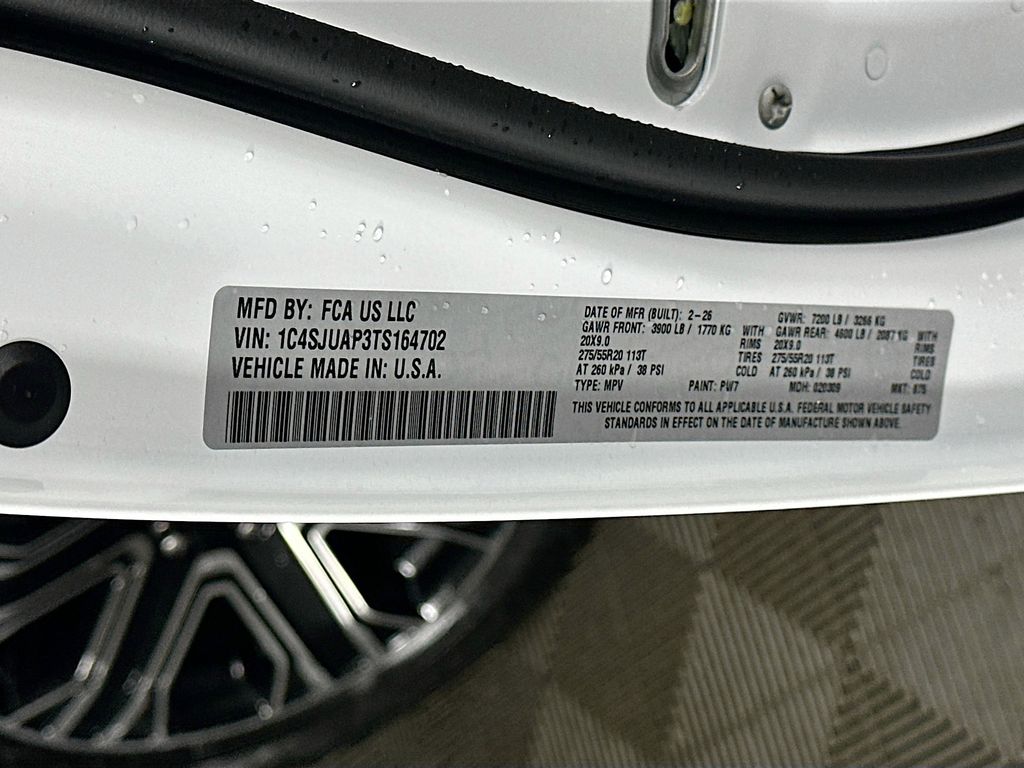 MFD BY: FCA US LLC
VIN: 1C4SJUAP3TS164702
VEHICLE MADE IN: U.S.A.
DATE OF MFR (BUILT): 2-26 GVWR: 7200 LB / 3266 KG
GAWR FRONT: 3900 LB / 1770 KG WITH GAWR REAR: 4600 LB / 2087 KG WITH
20X9.0 RIMS 20X9.0 RIMS
275/55R20 113T TIRES 275/55R20 113T TIRES
AT 260 kPa / 38 PSI COLD AT 260 kPa / 38 PSI COLD
TYPE: MPV PAINT: PW7 MDH: 020309 MKT: 875
THIS VEHICLE CONFORMS TO ALL APPLICABLE U.S.A. FEDERAL MOTOR VEHICLE SAFETY
STANDARDS IN EFFECT ON THE DATE OF MANUFACTURE SHOWN ABOVE.